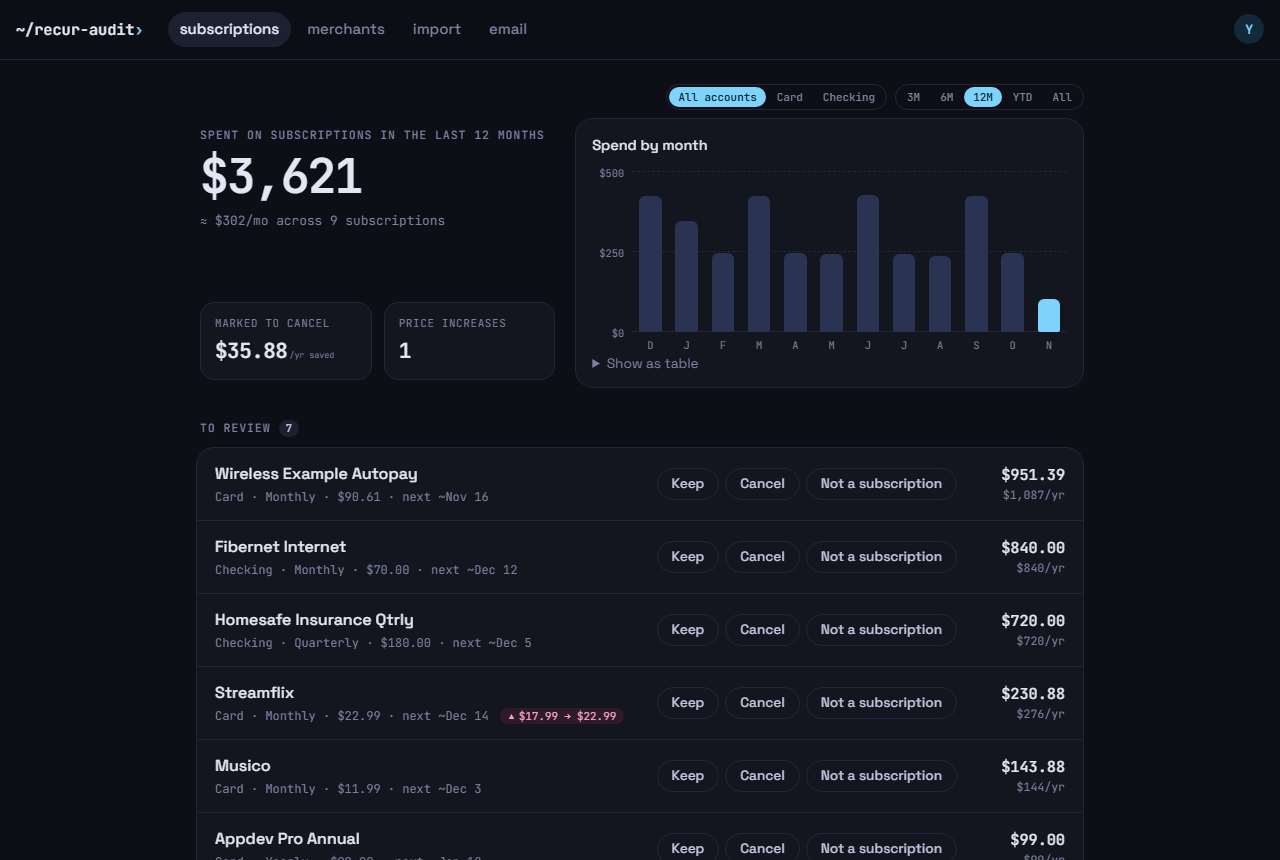 ~/recur-audit›
subscriptions merchants import email
Y
All accounts Card Checking 3M 6M 12M YTD All
SPENT ON SUBSCRIPTIONS IN THE LAST 12 MONTHS
$3,621
≈ $302/mo across 9 subscriptions
MARKED TO CANCEL
$35.88/yr saved
PRICE INCREASES
1
Spend by month
$500
$250
$0
D J F M A M J J A S O N
▶ Show as table
TO REVIEW 7
Wireless Example Autopay
Card · Monthly · $90.61 · next ~Nov 16
Keep Cancel Not a subscription
$951.39
$1,087/yr
Fibernet Internet
Checking · Monthly · $70.00 · next ~Dec 12
Keep Cancel Not a subscription
$840.00
$840/yr
Homesafe Insurance Qtrly
Checking · Quarterly · $180.00 · next ~Dec 5
Keep Cancel Not a subscription
$720.00
$720/yr
Streamflix
Card · Monthly · $22.99 · next ~Dec 14 ▲ $17.99 → $22.99
Keep Cancel Not a subscription
$230.88
$276/yr
Musico
Card · Monthly · $11.99 · next ~Dec 3
Keep Cancel Not a subscription
$143.88
$144/yr
Appdev Pro Annual
Keep Cancel Not a subscription
$99.00